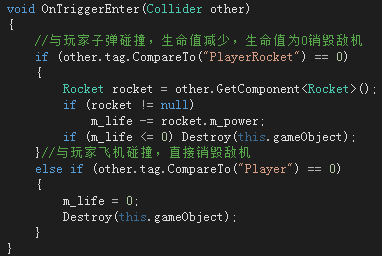 void OnTriggerEnter(Collider other)
{
//与玩家子弹碰撞，生命值减少，生命值为0销毁敌机
if (other.tag.CompareTo("PlayerRocket") == 0)
{
Rocket rocket = other.GetComponent<Rocket>();
if (rocket != null)
m_life -= rocket.m_power;
if (m_life <= 0) Destroy(this.gameObject);
}//与玩家飞机碰撞，直接销毁敌机
else if (other.tag.CompareTo("Player") == 0)
{
m_life = 0;
Destroy(this.gameObject);
}
}